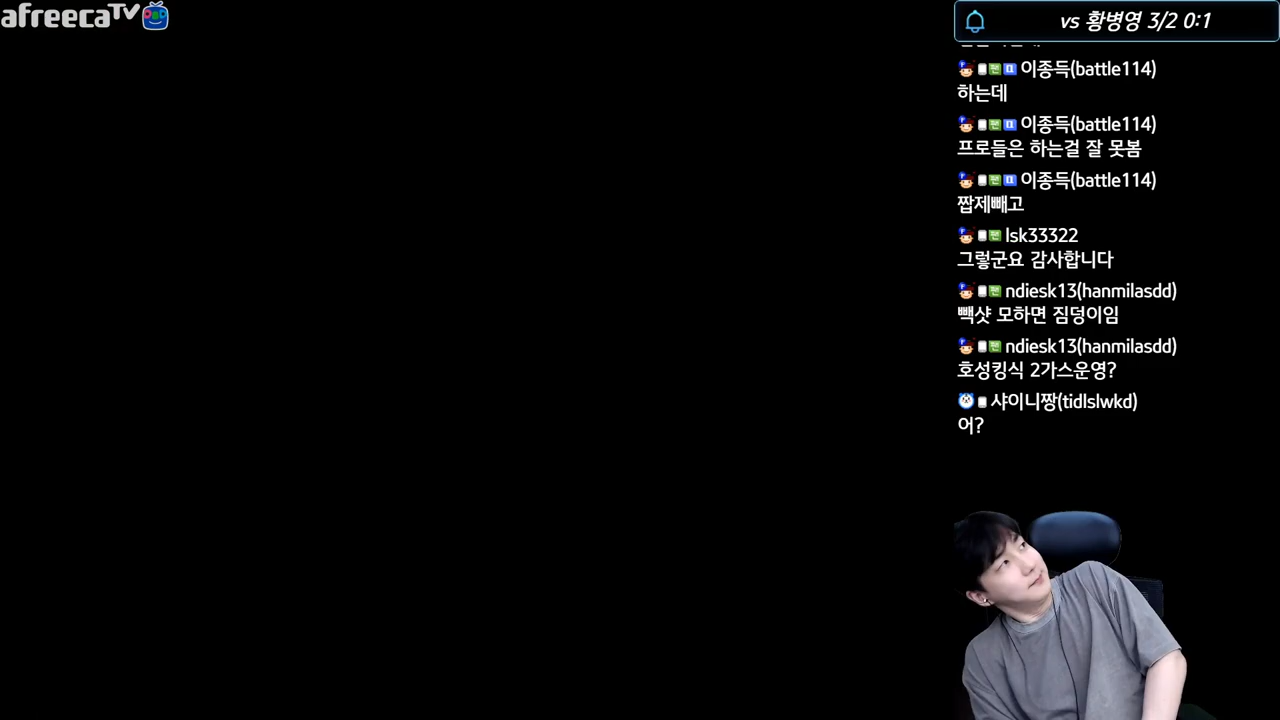 afreecaTV
vs 황병영 3/2 0:1
이종득(battle114)
하는데
이종득(battle114)
프로들은 하는걸 잘 못봄
이종득(battle114)
짭제빼고
lsk33322
그렇군요 감사합니다
ndiesk13(hanmilasdd)
빽샷 모하면 짐덩이임
ndiesk13(hanmilasdd)
호성킹식 2가스운영?
샤이니짱(tidlslwkd)
어?